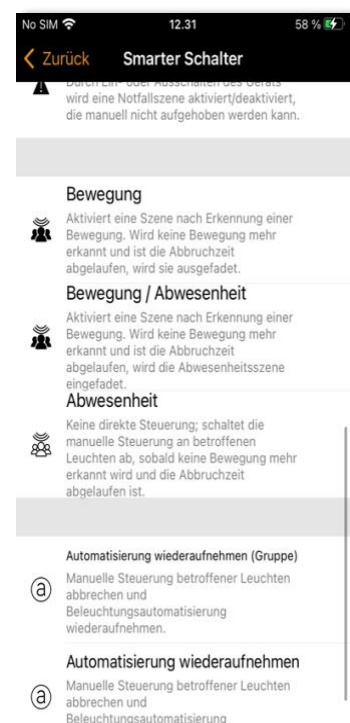 No SIM 12.31 58 %
Zurück Smarter Schalter
Durch Ein- oder Ausschalten des Geräts
wird eine Notfallszene aktiviert/deaktiviert,
die manuell nicht aufgehoben werden kann.
Bewegung
Aktiviert eine Szene nach Erkennung einer
Bewegung. Wird keine Bewegung mehr
erkannt und ist die Abbruchzeit
abgelaufen, wird sie ausgefadet.
Bewegung / Abwesenheit
Aktiviert eine Szene nach Erkennung einer
Bewegung. Wird keine Bewegung mehr
erkannt und ist die Abbruchzeit
abgelaufen, wird die Abwesenheitsszene
eingefadet.
Abwesenheit
Keine direkte Steuerung; schaltet die
manuelle Steuerung an betroffenen
Leuchten ab, sobald keine Bewegung mehr
erkannt wird und die Abbruchzeit
abgelaufen ist.
Automatisierung wiederaufnehmen (Gruppe)
Manuelle Steuerung betroffener Leuchten
abbrechen und
Beleuchtungsautomatisierung
wiederaufnehmen.
Automatisierung wiederaufnehmen
Manuelle Steuerung betroffener Leuchten
abbrechen und
Beleuchtungsautomatisierung